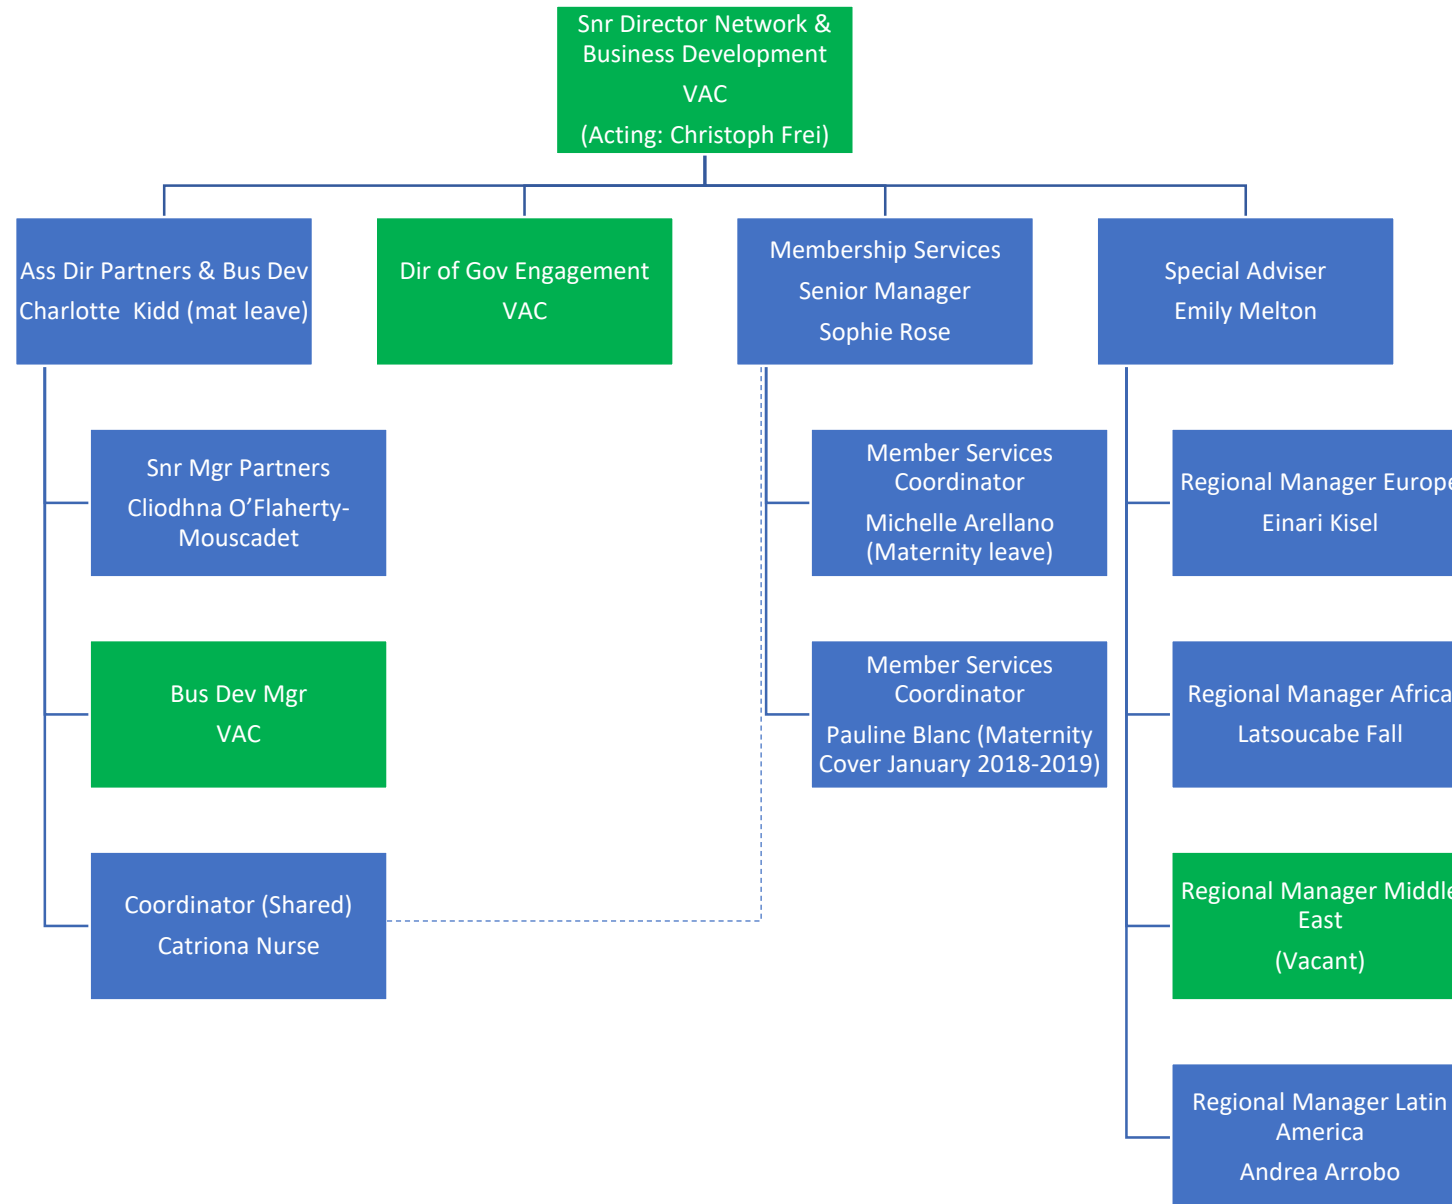 Snr Director Network &
Business Development
VAC
(Acting: Christoph Frei)
Ass Dir Partners & Bus Dev
Charlotte  Kidd (mat leave)
Dir of Gov Engagement
VAC
Membership Services
Senior Manager
Sophie Rose
Special Adviser
Emily Melton
Snr Mgr Partners
Cliodhna O’Flaherty-
Mouscadet
Member Services
Coordinator
Michelle Arellano
(Maternity leave)
Regional Manager Europe
Einari Kisel
Bus Dev Mgr
VAC
Member Services
Coordinator
Pauline Blanc (Maternity
Cover January 2018-2019)
Regional Manager Africa
Latsoucabe Fall
Coordinator (Shared)
Catriona Nurse
Regional Manager Middle
East
(Vacant)
Regional Manager Latin
America
Andrea Arrobo